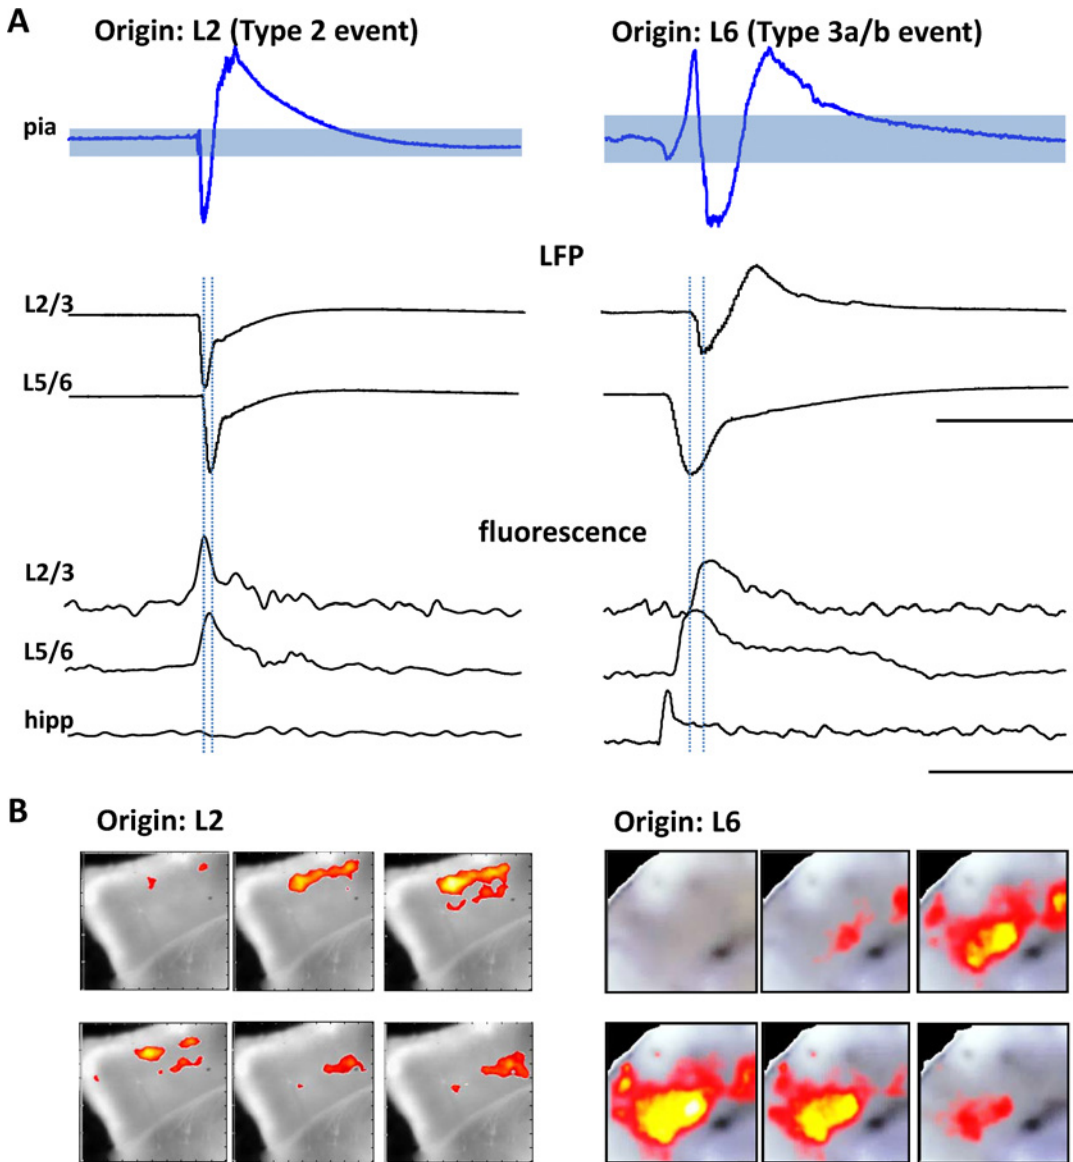 A
Origin: L2 (Type 2 event)
Origin: L6 (Type 3a/b event)
pia
LFP
L2/3
L5/6
fluorescence
L2/3
L5/6
hipp
B
Origin: L2
Origin: L6